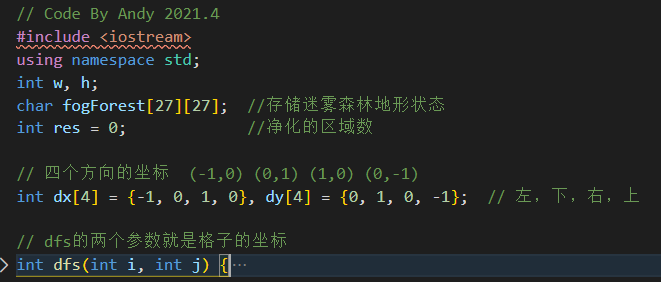 // Code By Andy 2021.4
#include <iostream>
using namespace std;
int w, h;
char fogForest[27][27];  //存储迷雾森林地形状态
int res = 0;             //净化的区域数
// 四个方向的坐标  (-1,0) (0,1) (1,0) (0,-1)
int dx[4] = {-1, 0, 1, 0}, dy[4] = {0, 1, 0, -1};  // 左，下，右，上
// dfs的两个参数就是格子的坐标
int dfs(int i, int j) {…